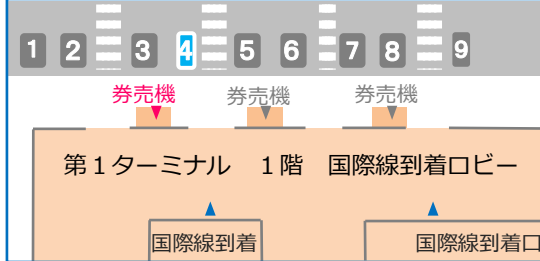 1 2 3 4 5 6 7 8 9
券売機 券売機 券売機
第1ターミナル 1階 国際線到着ロビー
国際線到着 国際線到着ロ